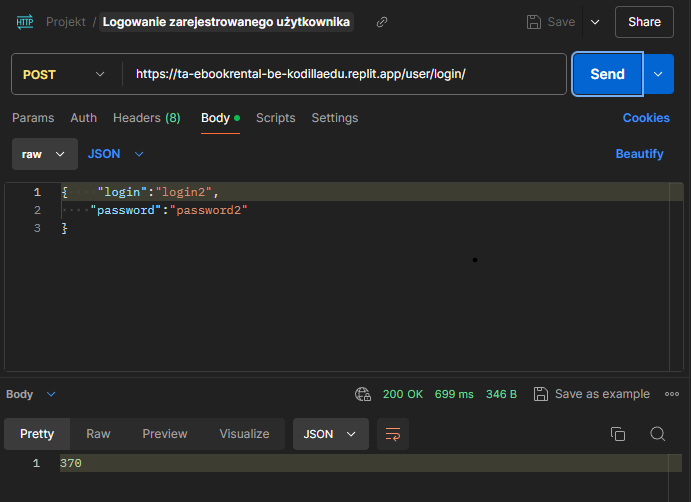 HTTP Projekt / Logowanie zarejestrowanego użytkownika Save Share
POST https://ta-ebookrental-be-kodillaedu.replit.app/user/login/ Send
Params Auth Headers (8) Body Scripts Settings Cookies
raw JSON Beautify
1 { "login":"login2",
2 "password":"password2"
3 }
Body 200 OK 699 ms 346 B Save as example
Pretty Raw Preview Visualize JSON
1 370